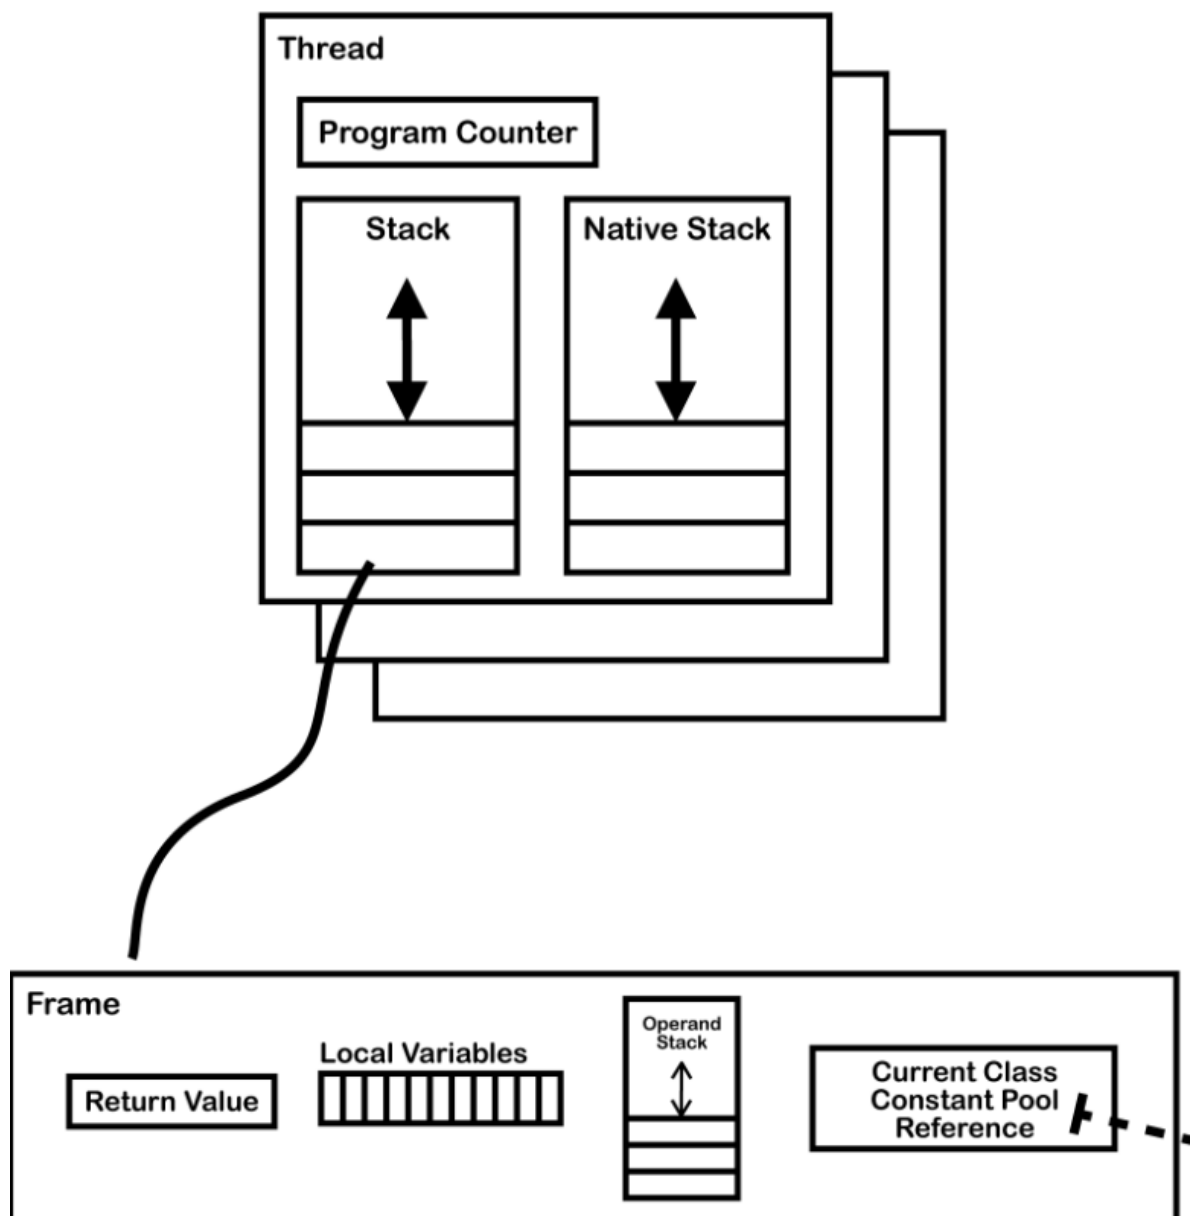 Thread
Program Counter
Stack
Native Stack
Frame
Return Value
Local Variables
Operand
Stack
Current Class
Constant Pool
Reference